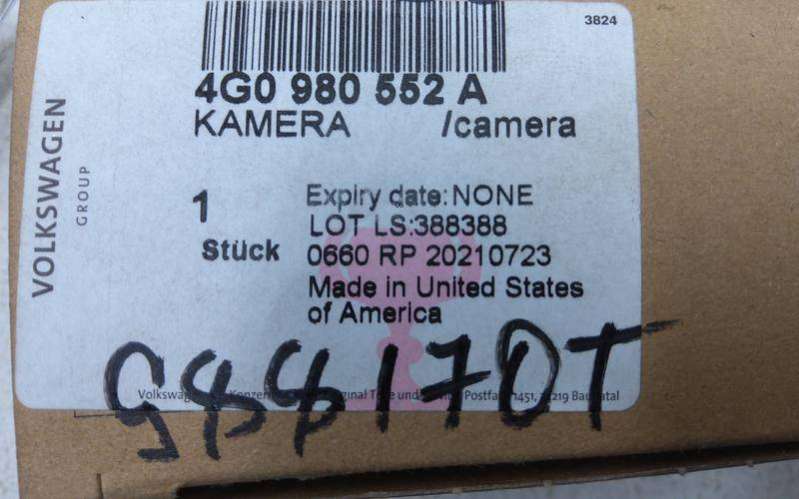 3824
4G0 980 552 A
KAMERA /camera
VOLKSWAGEN
GROUP
1
Stück
Expiry date: NONE
LOT LS:388388
0660 RP 20210723
Made in United States
of America
170T